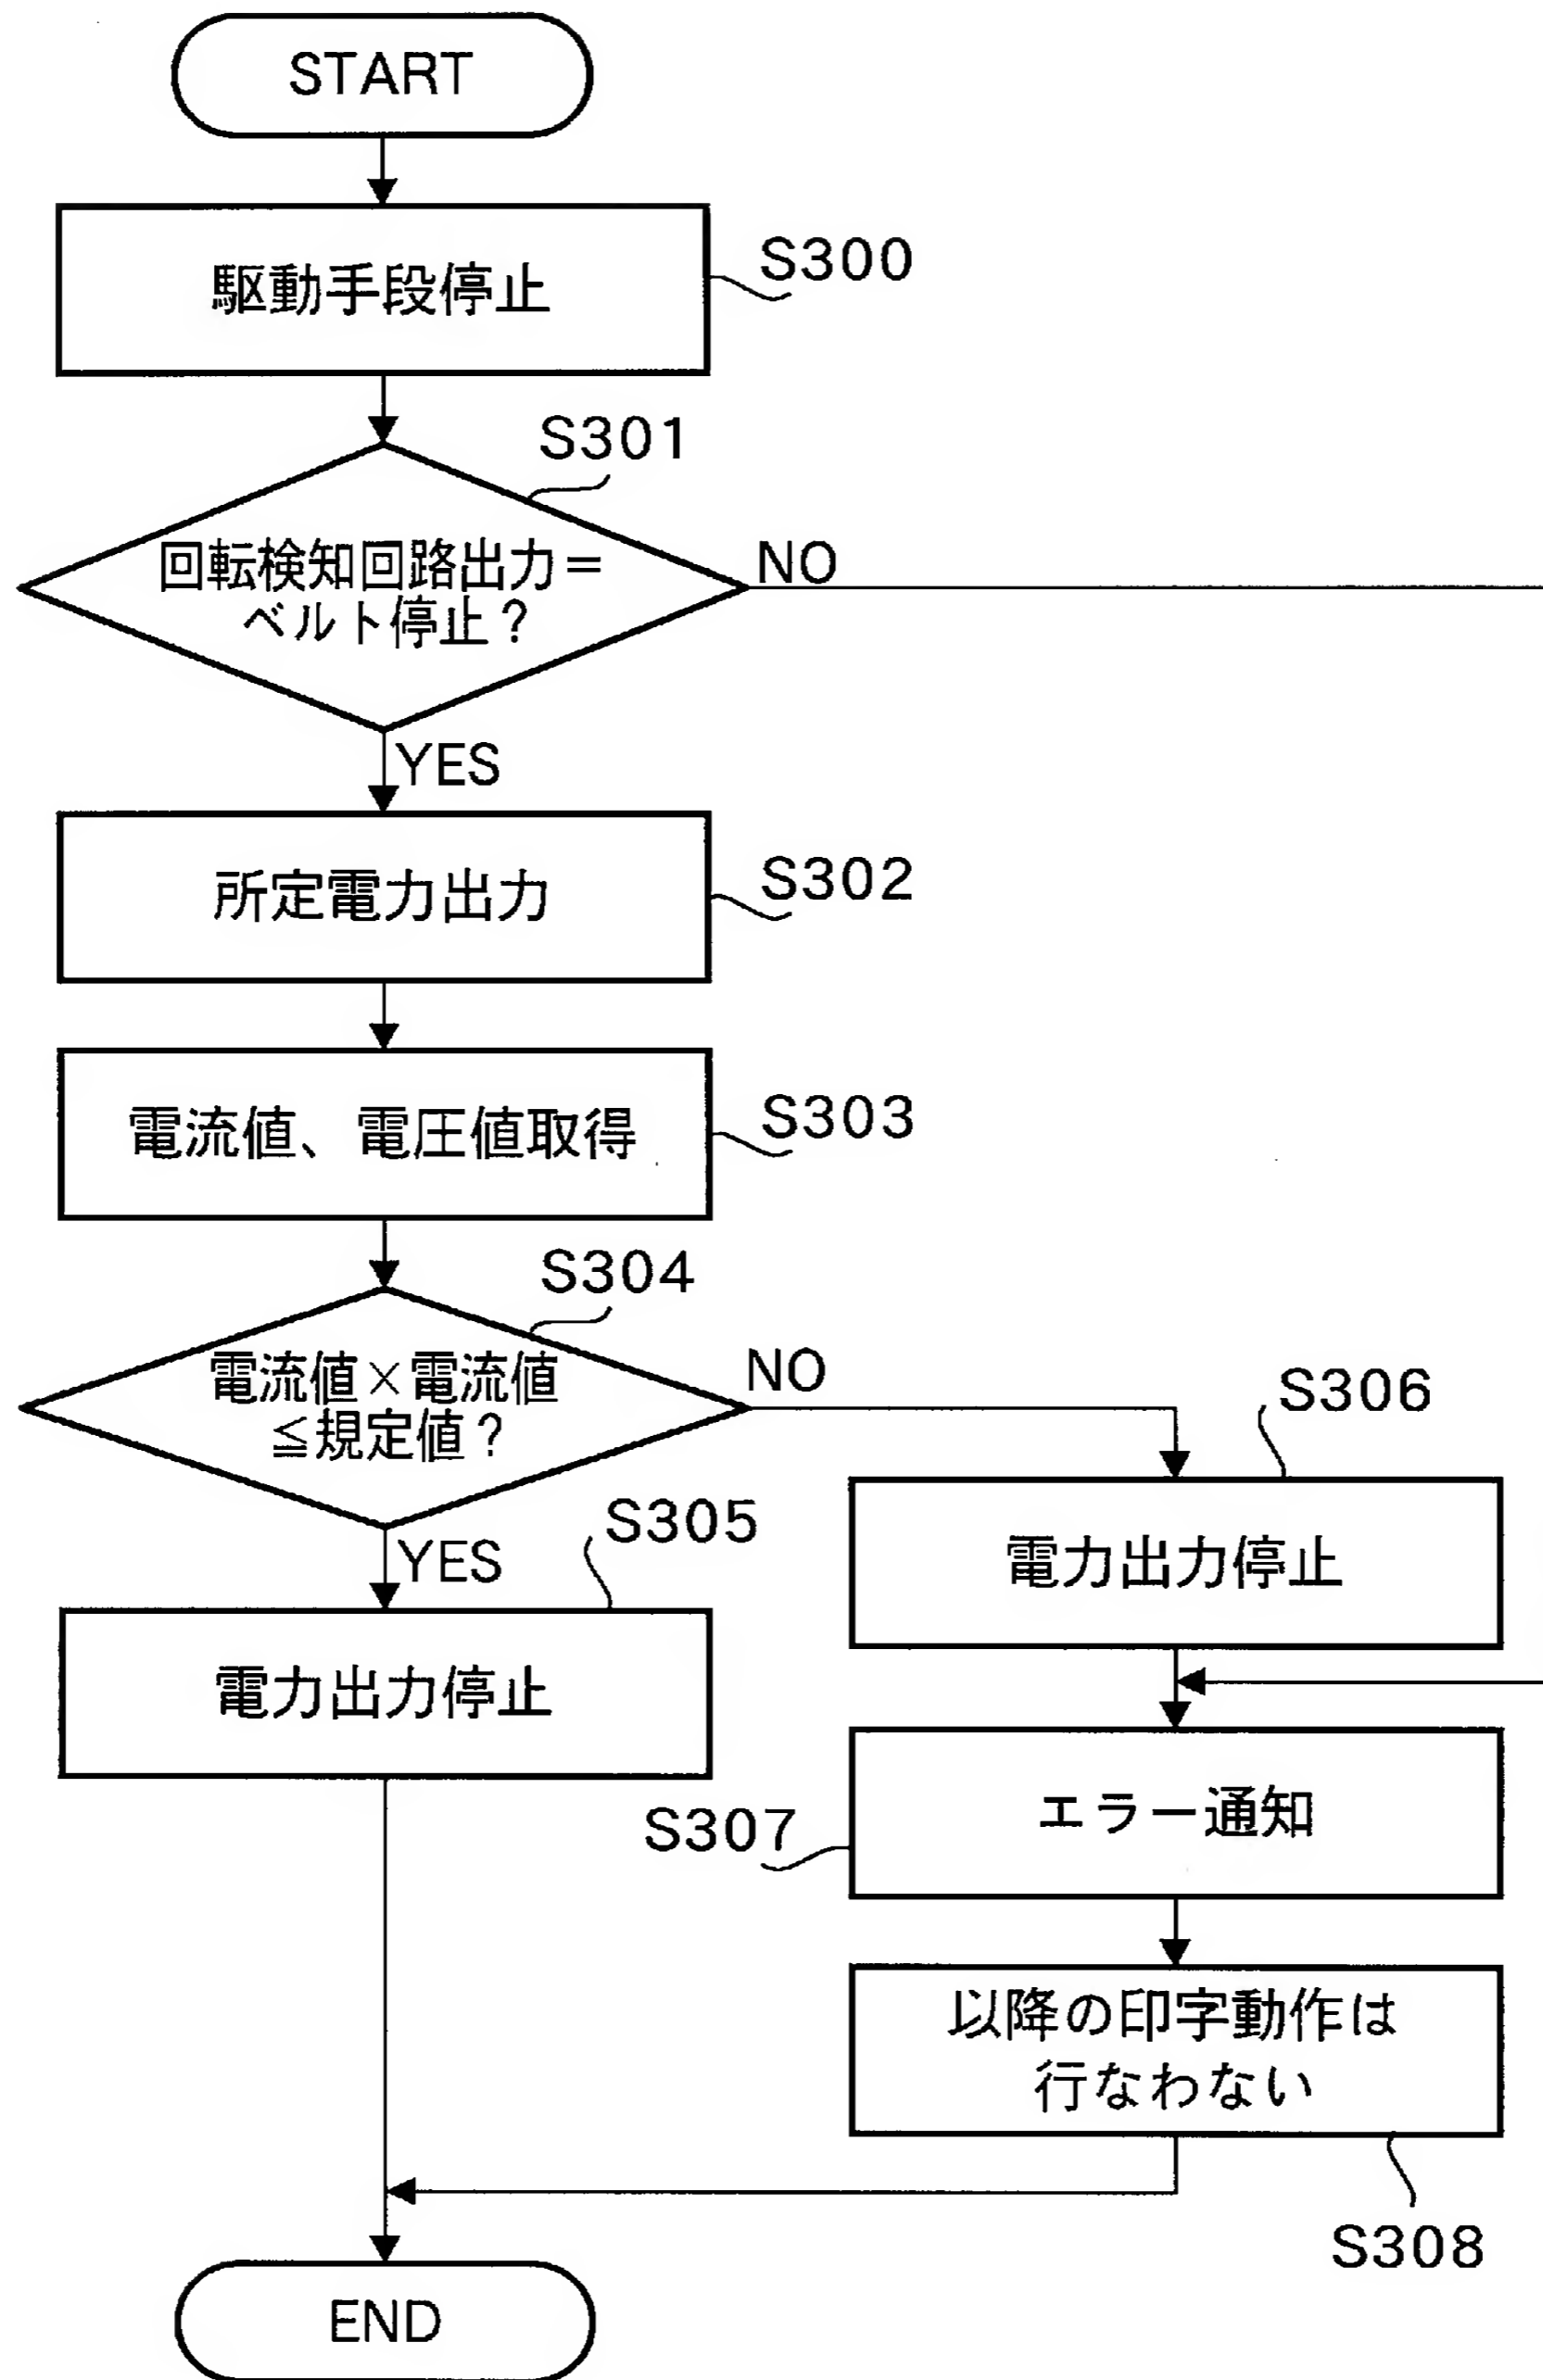 START
駆動手段停止
S300
S301
回転検知回路出力＝
ベルト停止？
NO
YES
所定電力出力
S302
電流値、電圧値取得
S303
S304
電流値×電流値
≦規定値？
NO
YES
S305
電力出力停止
S306
電力出力停止
エラー通知
S307
以降の印字動作は
行なわない
S308
END